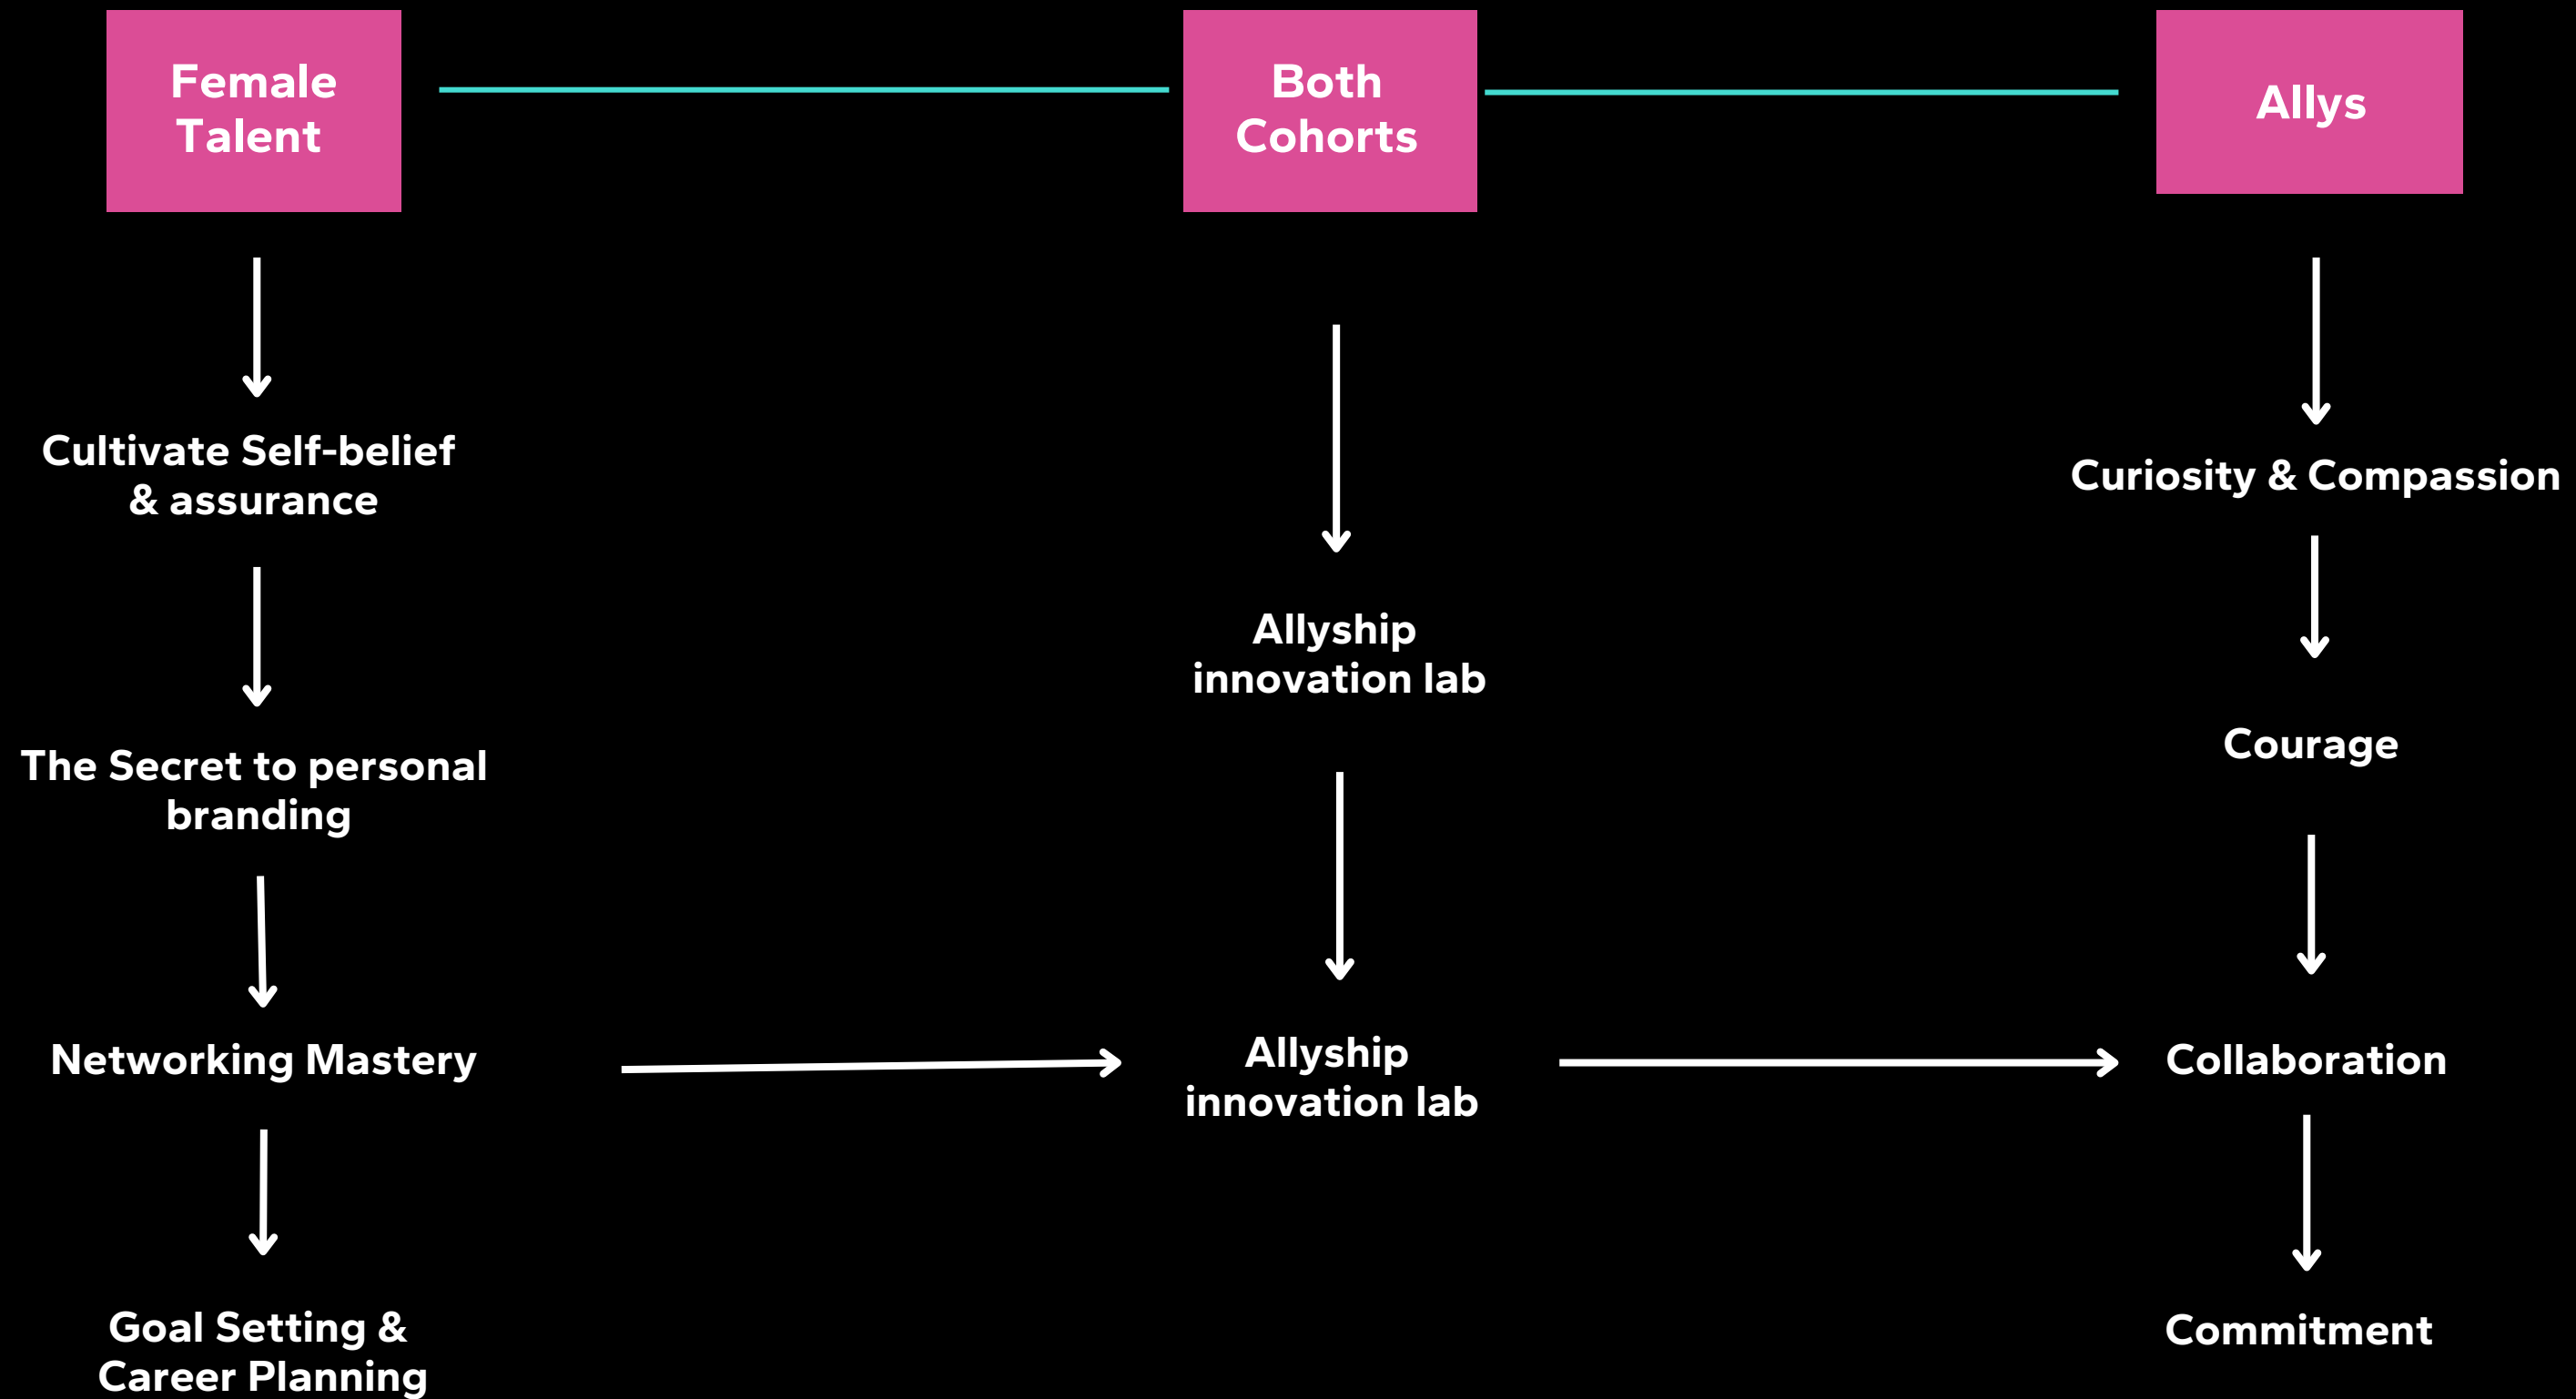 Female
Talent
Both
Cohorts
Allys
Cultivate Self-belief
& assurance
The Secret to personal
branding
Networking Mastery
Goal Setting &
Career Planning
Allyship
innovation lab
Allyship
innovation lab
Curiosity & Compassion
Courage
Collaboration
Commitment